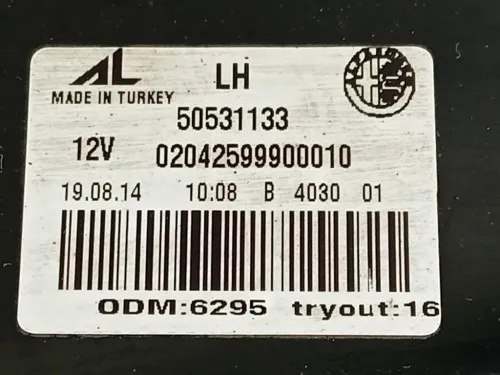 AL LH
MADE IN TURKEY
50531133
12V 02042599900010
19.08.14 10:08 B 4030 01
ODM:6295 tryout:16